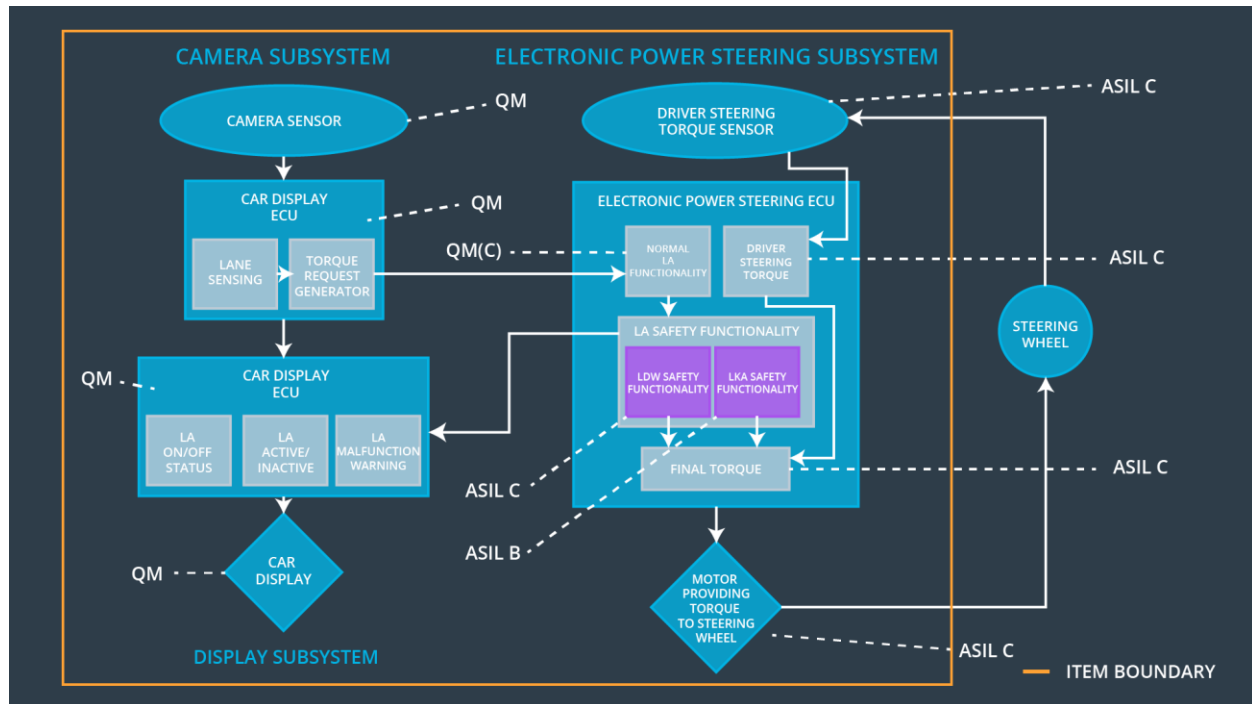 CAMERA SUBSYSTEM
ELECTRONIC POWER STEERING SUBSYSTEM
CAMERA SENSOR
QM
DRIVER STEERING
TORQUE SENSOR
ASIL C
CAR DISPLAY
ECU
QM
LANE
SENSING
TORQUE
REQUEST
GENERATOR
ELECTRONIC POWER STEERING ECU
QM(C)
NORMAL
LA
FUNCTIONALITY
DRIVER
STEERING
TORQUE
ASIL C
LA SAFETY FUNCTIONALITY
LDW SAFETY
FUNCTIONALITY
LKA SAFETY
FUNCTIONALITY
STEERING
WHEEL
QM
CAR DISPLAY
ECU
LA
ON/OFF
STATUS
LA
ACTIVE/
INACTIVE
LA
MALFUNCTION
WARNING
FINAL TORQUE
ASIL C
ASIL C
ASIL B
QM
CAR
DISPLAY
MOTOR
PROVIDING
TORQUE
TO STEERING
WHEEL
ASIL C
DISPLAY SUBSYSTEM
ITEM BOUNDARY